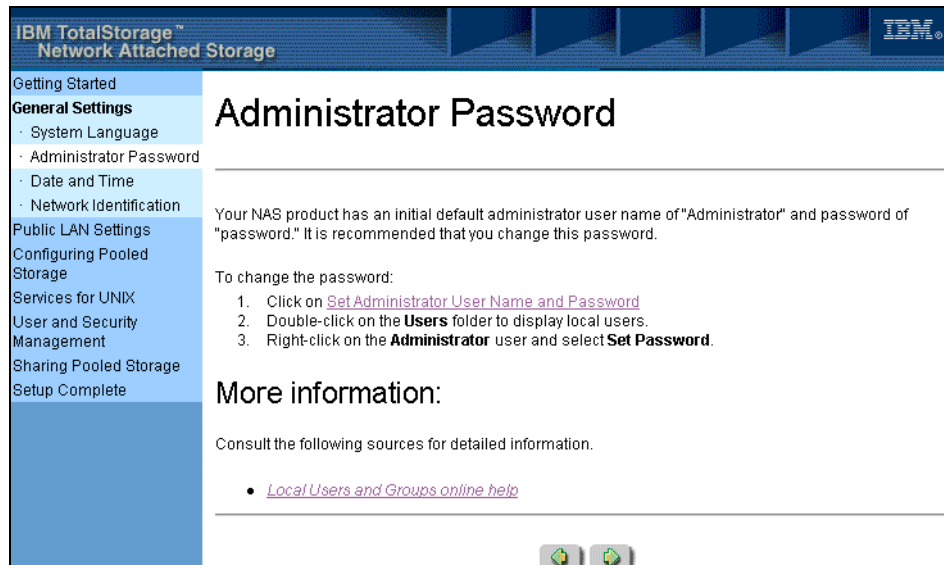 IBM TotalStorage™
Network Attached Storage
IBM®
Getting Started
General Settings
· System Language
· Administrator Password
· Date and Time
· Network Identification
Public LAN Settings
Configuring Pooled
Storage
Services for UNIX
User and Security
Management
Sharing Pooled Storage
Setup Complete
Administrator Password
Your NAS product has an initial default administrator user name of "Administrator" and password of
"password." It is recommended that you change this password.
To change the password:
1. Click on Set Administrator User Name and Password
2. Double-click on the Users folder to display local users.
3. Right-click on the Administrator user and select Set Password.
More information:
Consult the following sources for detailed information.
• Local Users and Groups online help